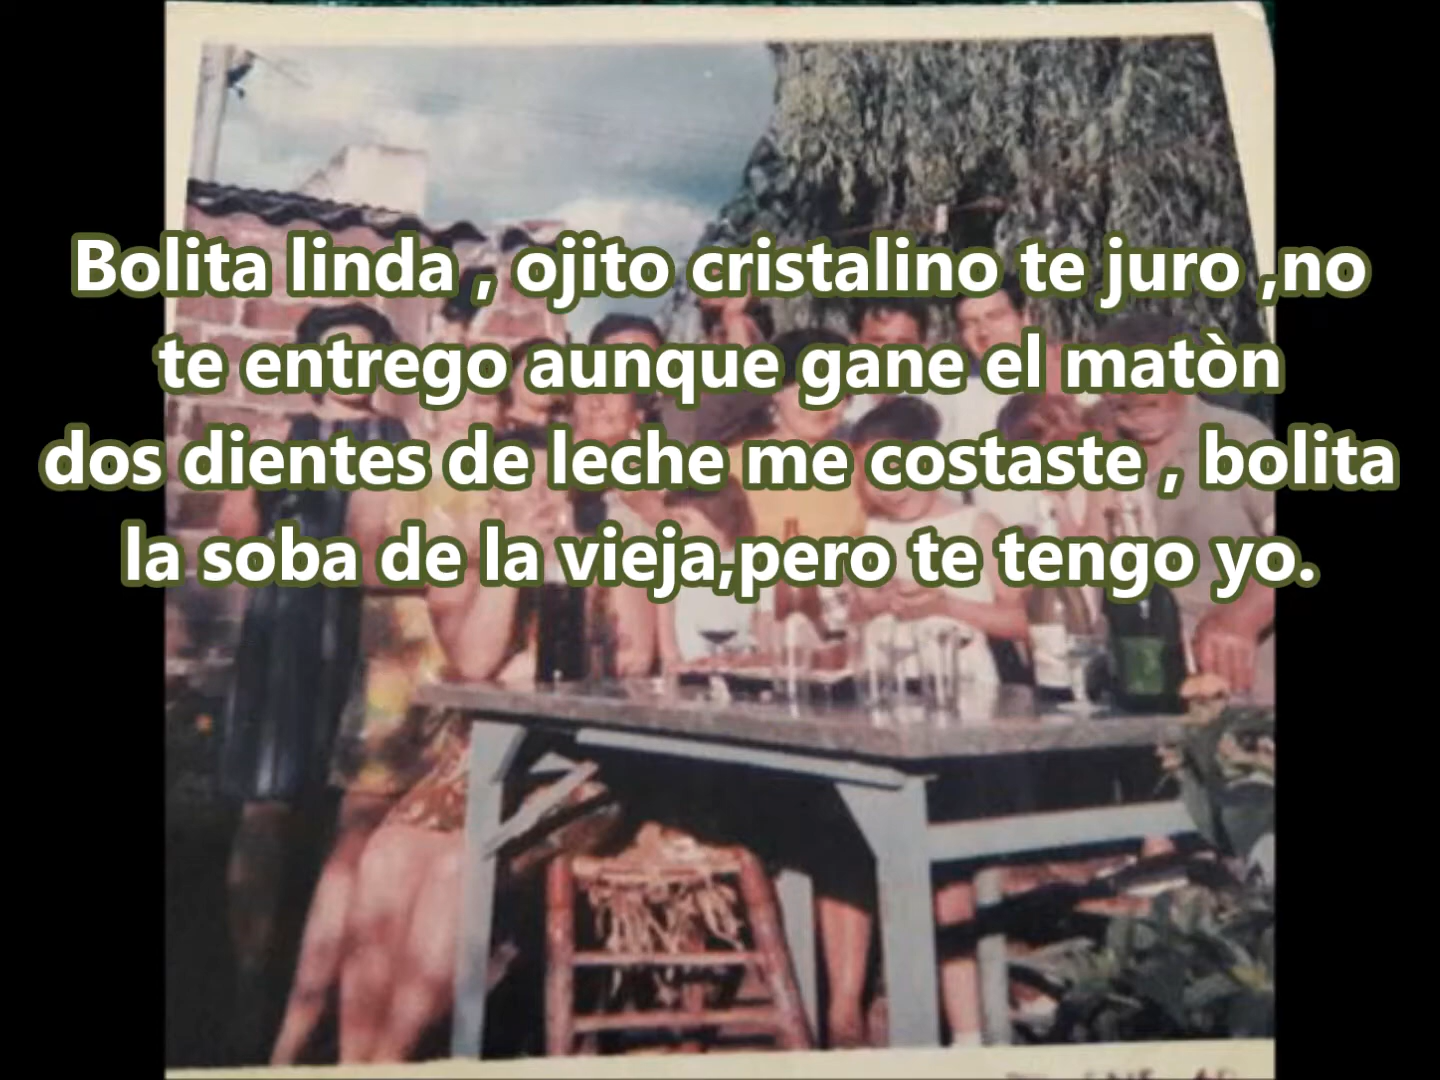 Bolita linda , ojito cristalino te juro ,no
te entrego aunque gane el matòn
dos dientes de leche me costaste , bolita
la soba de la vieja,pero te tengo yo.